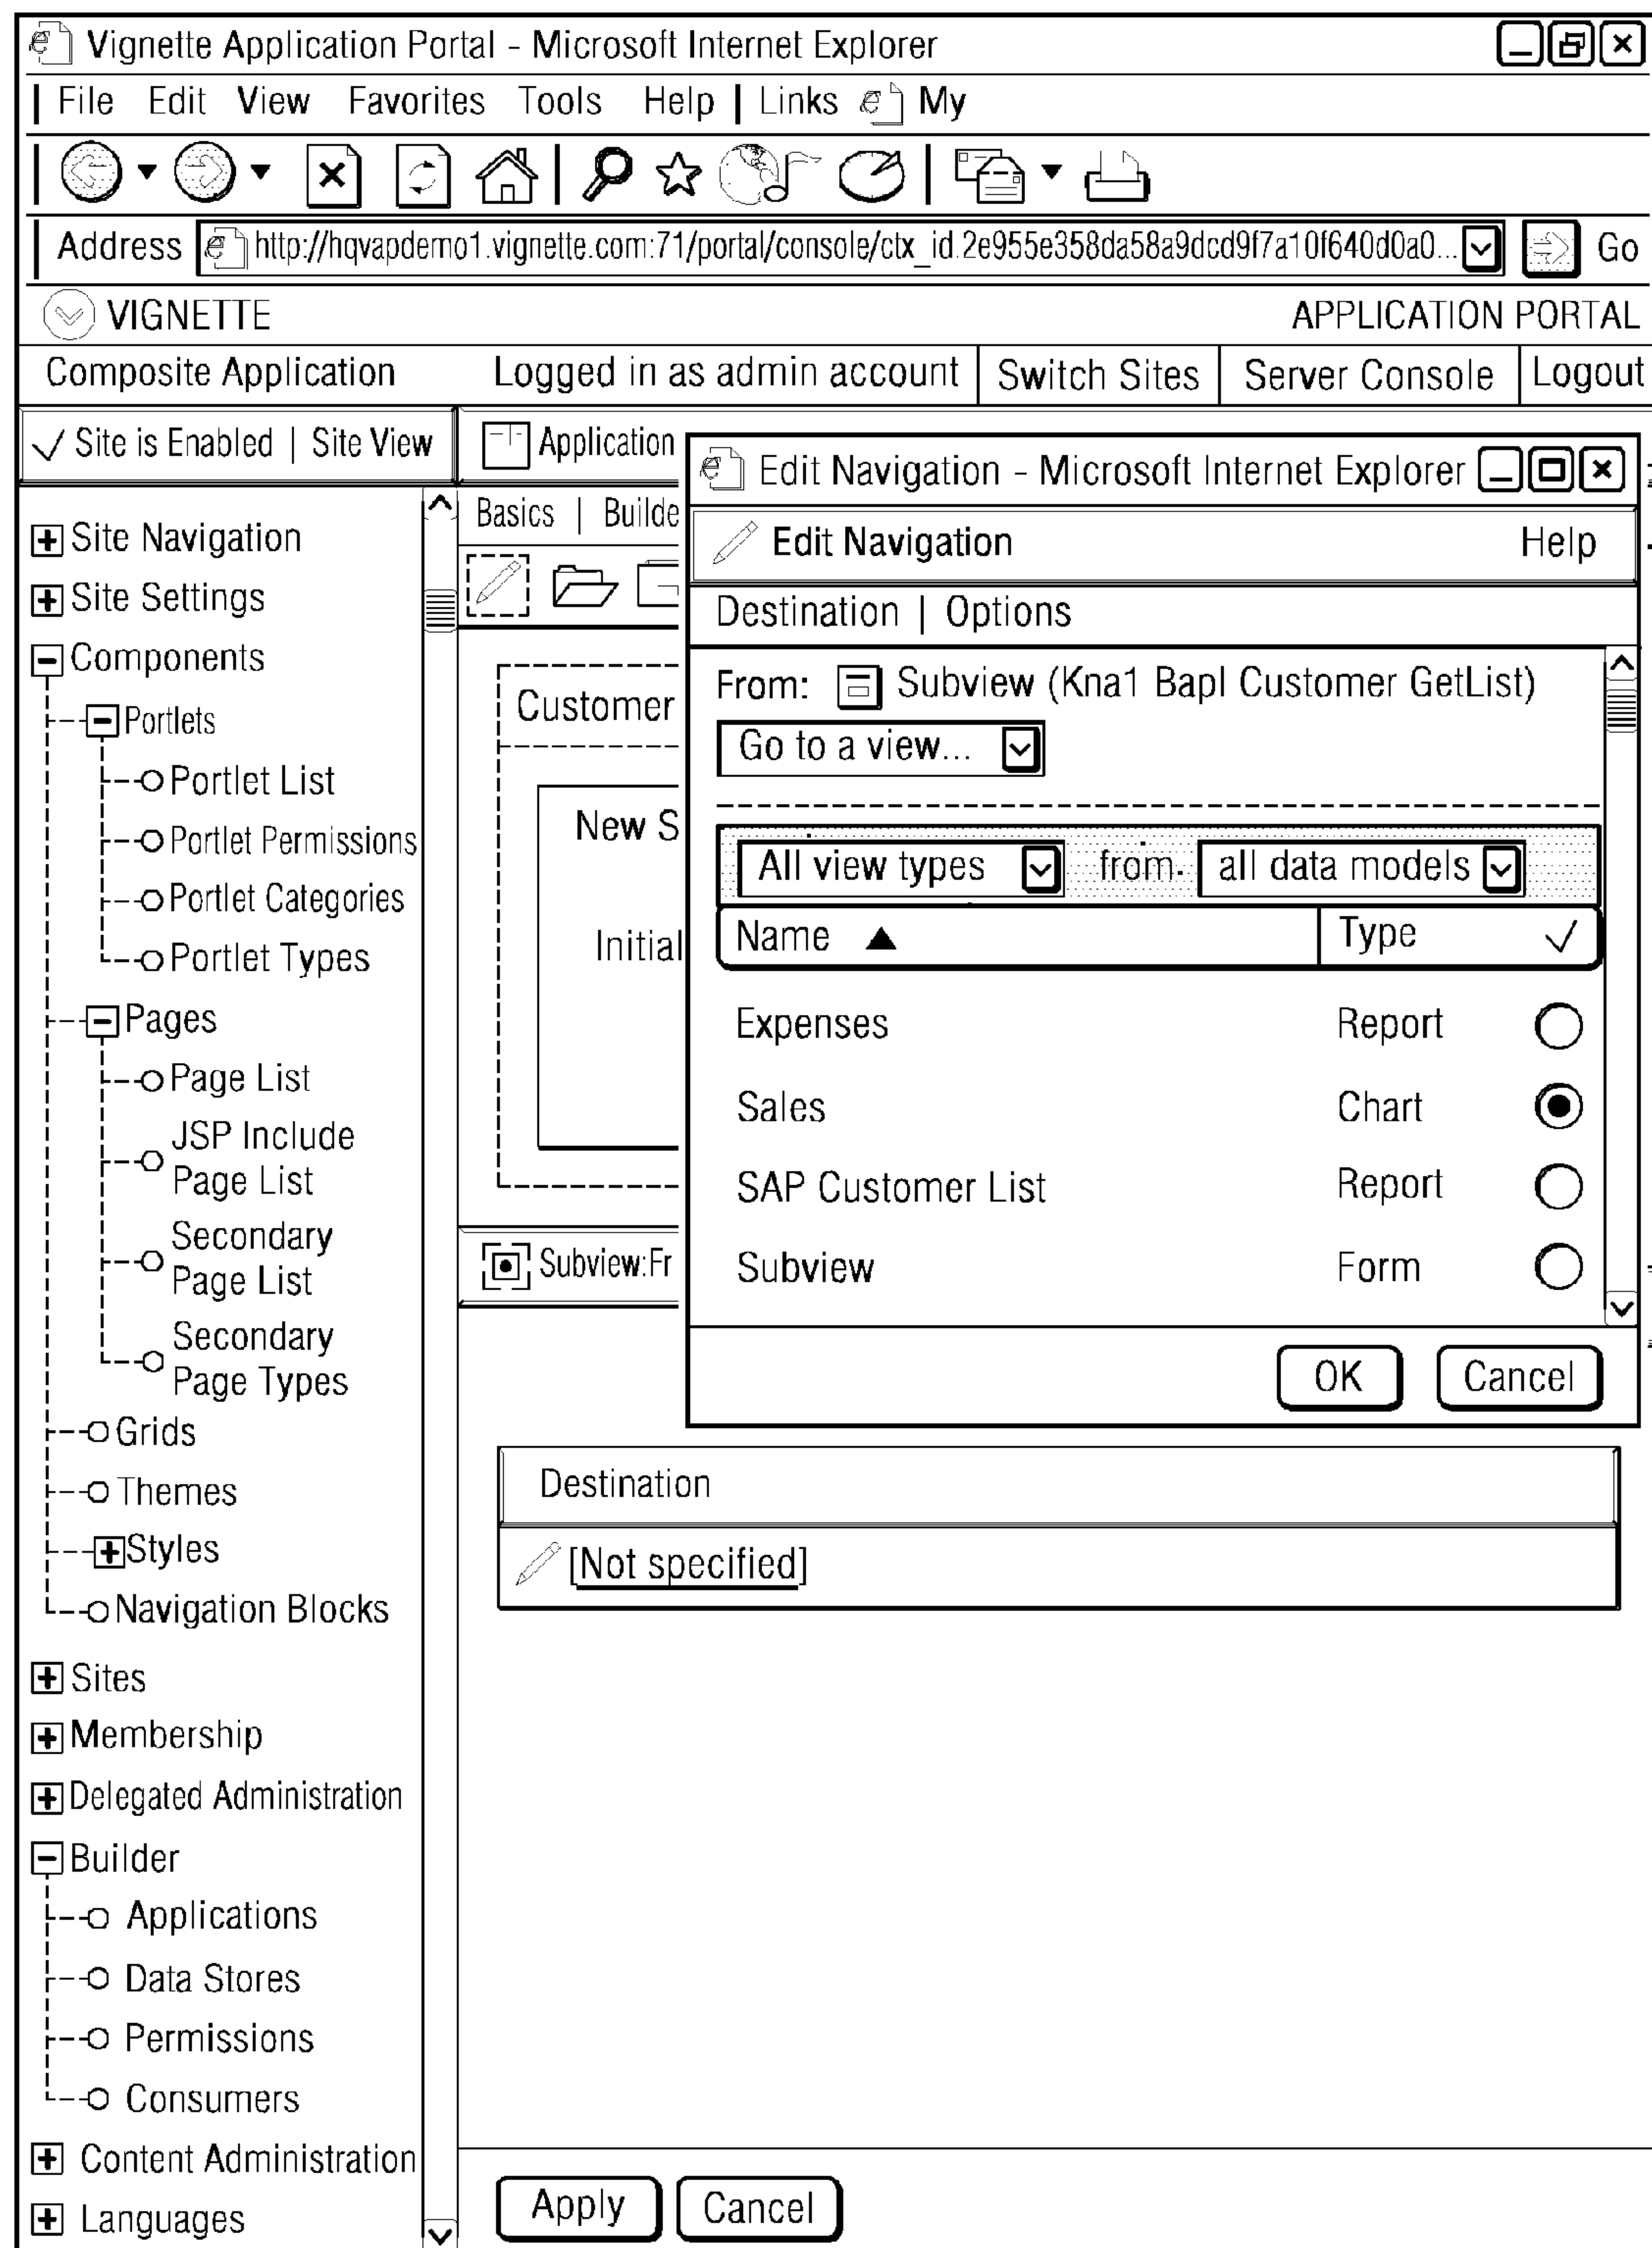 Vignette Application Portal - Microsoft Internet Explorer
File Edit View Favorites Tools Help | Links My
Address http://hqvapdemo1.vignette.com:71/portal/console/ctx_id.2e955e358da58a9dcd9f7a10f640d0a0... Go
VIGNETTE APPLICATION PORTAL
Composite Application Logged in as admin account Switch Sites Server Console Logout
Site is Enabled | Site View
Site Navigation
Site Settings
Components
Portlets
Portlet List
Portlet Permissions
Portlet Categories
Portlet Types
Pages
Page List
JSP Include
Page List
Secondary
Page List
Secondary
Page Types
Grids
Themes
Styles
Navigation Blocks
Sites
Membership
Delegated Administration
Builder
Applications
Data Stores
Permissions
Consumers
Content Administration
Languages
Application
Basics | Builde
Customer
New S
Initial
Subview:Fr
Edit Navigation - Microsoft Internet Explorer
Edit Navigation Help
Destination | Options
From: Subview (Kna1 Bapl Customer GetList)
Go to a view...
All view types from all data models
Name Type
Expenses Report
Sales Chart
SAP Customer List Report
Subview Form
OK Cancel
Destination
[Not specified]
Apply Cancel